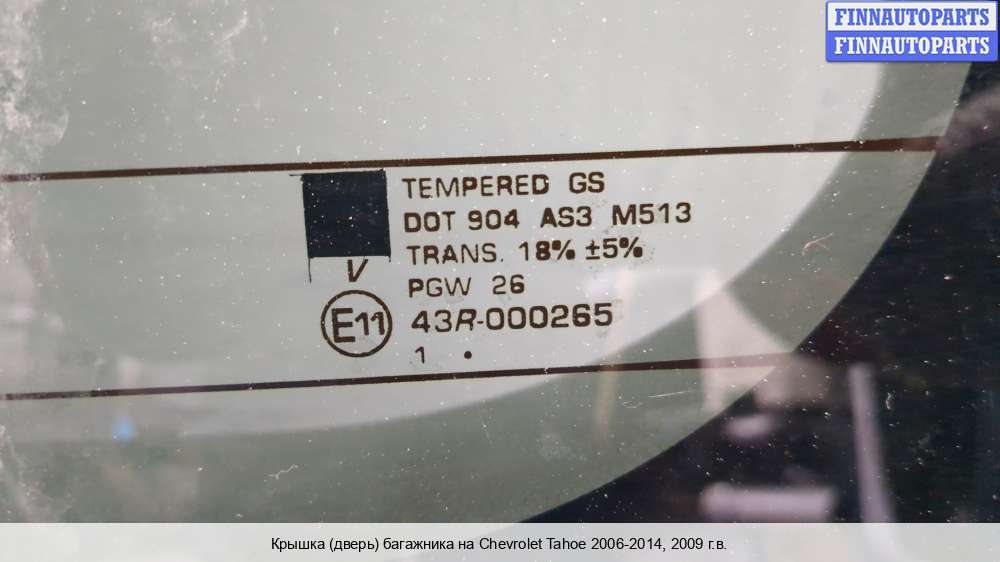 FINNAUTOPARTS
FINNAUTOPARTS
TEMPERED GS
DOT 904 AS3 M513
TRANS. 18% ±5%
V
PGW 26
E11 43R-000265
1 •
Крышка (дверь) багажника на Chevrolet Tahoe 2006-2014, 2009 г.в.